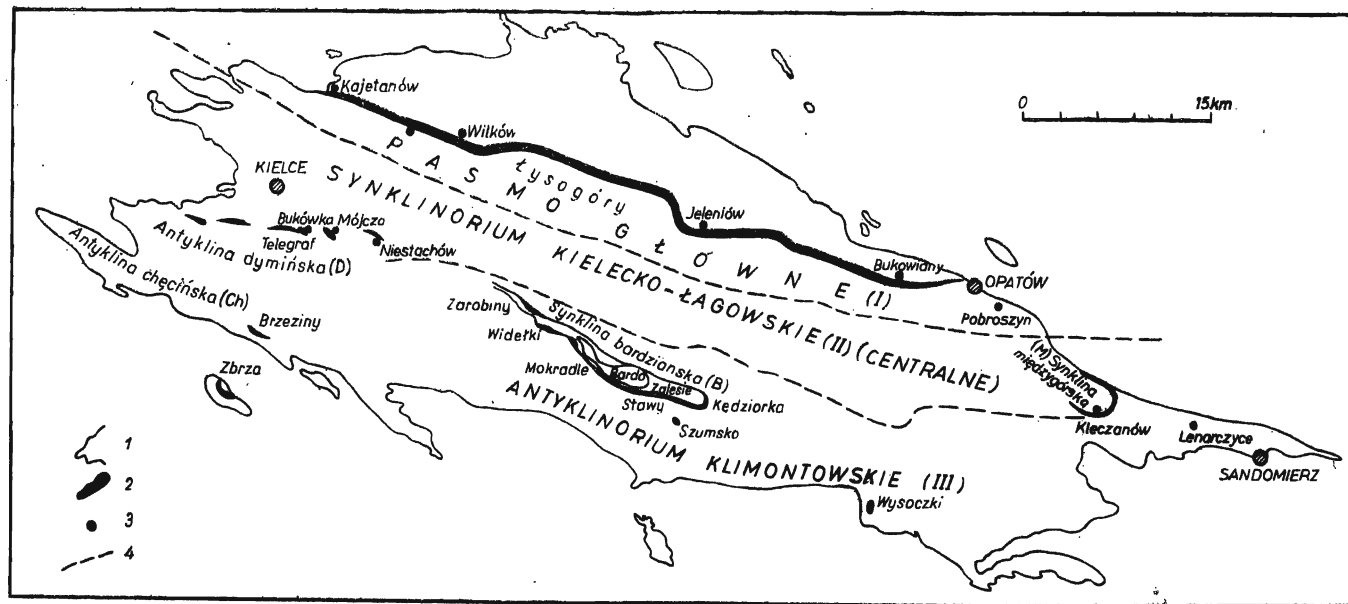 0 15km
Kajetanów
Wilków
Łysogóry
PASMO GŁÓWNE (I)
KIELCE
SYNKLINORIUM KIELECKO-ŁAGOWSKIE (II) (CENTRALNE)
Jeleniów
Bukówka Mójcza
Telegraf
Niestachów
Antyklina dymińska (D)
Antyklina chęcińska (Ch)
Bukowiany
OPATÓW
Pobroszyn
Zarobiny
Synklina bardziańska (B)
Widełki
Brzeziny
Zbrza
Mokradle
Bardo
Zalesie
Stawy
Kędziorka
Szumsko
(M) Synklina
międzygórska
Kleczanów
Lenarczyce
SANDOMIERZ
ANTYKLINORIUM KLIMONTOWSKIE (III)
Wysoczki
1
2
3
4